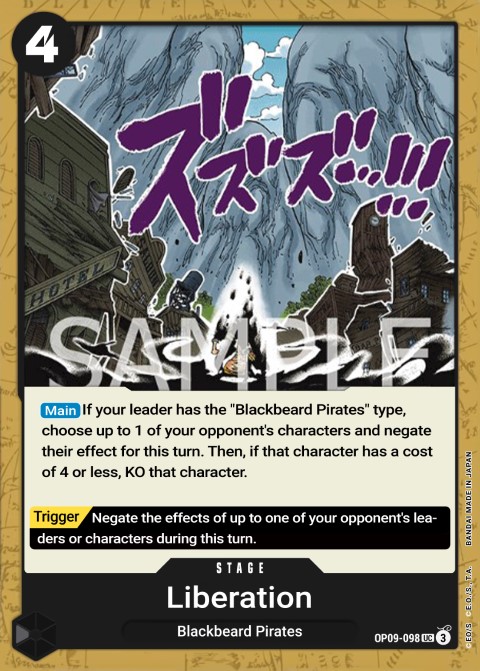 4
ズズズ…!!!
HOTEL
SAMPLE
Main If your leader has the "Blackbeard Pirates" type,
choose up to 1 of your opponent's characters and negate
their effect for this turn. Then, if that character has a cost
of 4 or less, KO that character.
Trigger Negate the effects of up to one of your opponent's lea-
ders or characters during this turn.
STAGE
Liberation
Blackbeard Pirates
OP09-098 UC 3
©E.O./S. ©E.O./S., T.A. BANDAI MADE IN JAPAN